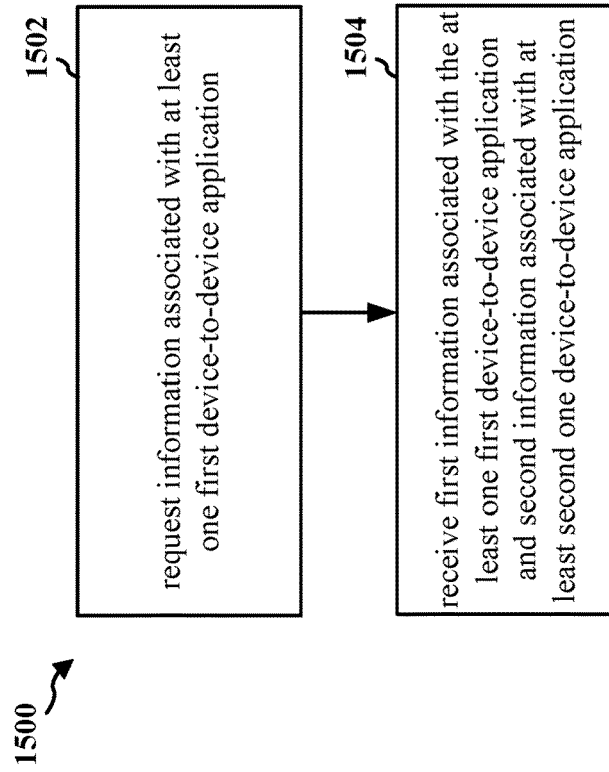 1500
1502
request information associated with at least
one first device-to-device application
1504
receive first information associated with the at
least one first device-to-device application
and second information associated with at
least second one device-to-device application